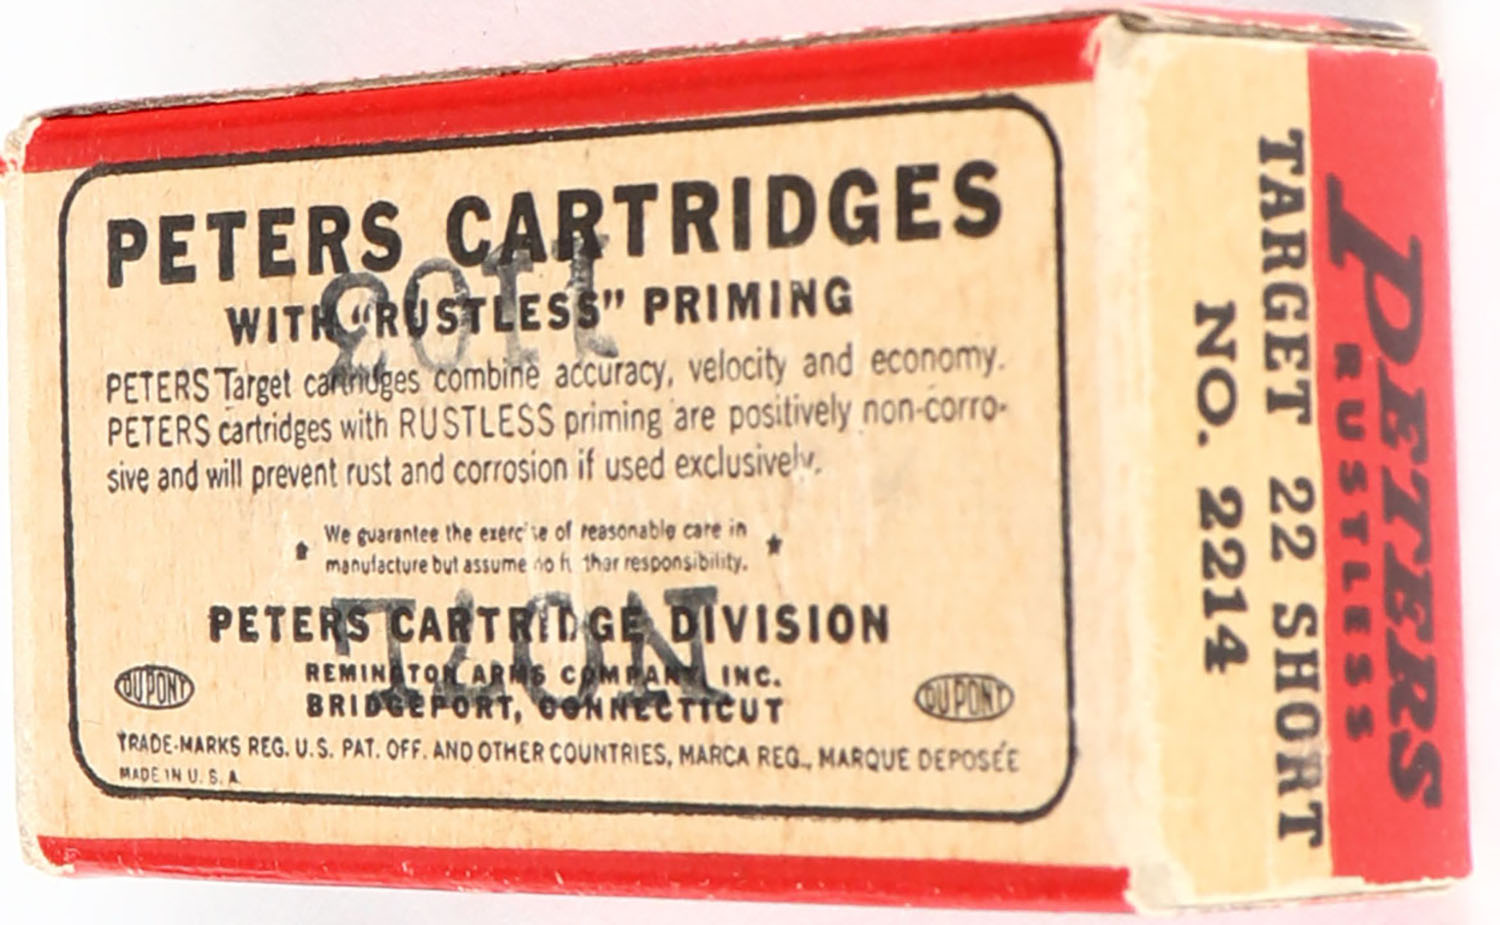 PETERS CARTRIDGES
WITH "RUSTLESS" PRIMING
PETERS Target cartridges combine accuracy, velocity and economy.
PETERS cartridges with RUSTLESS priming are positively non-corro-
sive and will prevent rust and corrosion if used exclusively.
We guarantee the exercise of reasonable care in
manufacture but assume no further responsibility.
PETERS CARTRIDGE DIVISION
REMINGTON ARMS COMPANY, INC.
BRIDGEPORT, CONNECTICUT
DU PONT
DU PONT
TRADE-MARKS REG. U.S. PAT. OFF. AND OTHER COUNTRIES, MARCA REG., MARQUE DEPOSÉE
MADE IN U. S. A.
PETERS
RUSTLESS
TARGET 22 SHORT
NO. 2214